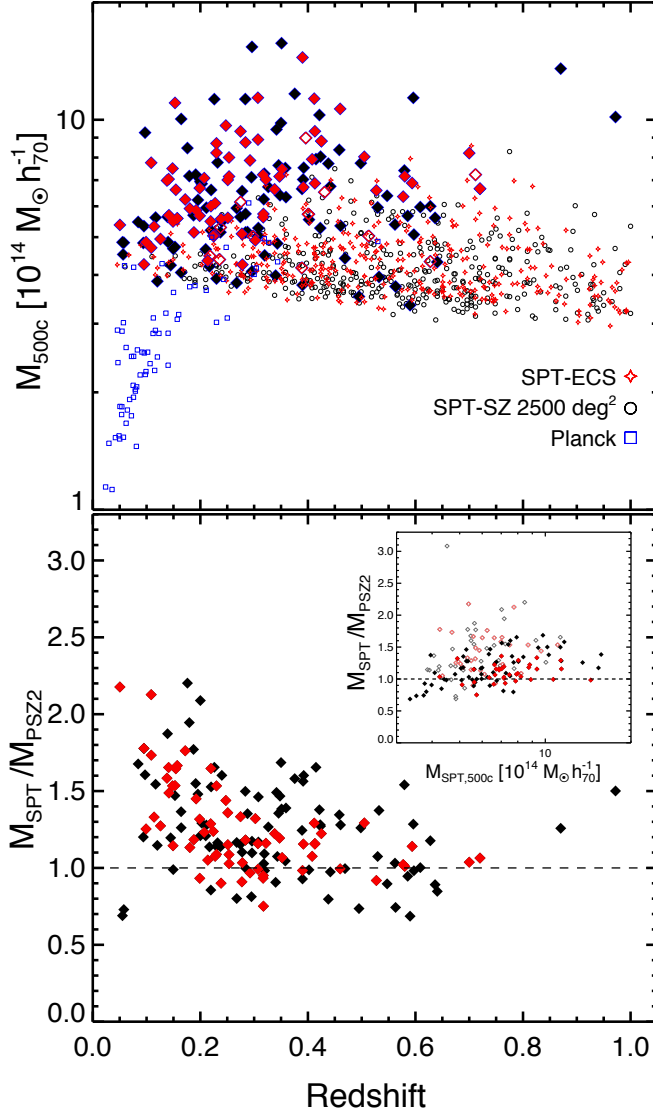 M500c [10^14 M⊙ h70^-1]
10
1
SPT-ECS
SPT-SZ 2500 deg^2
Planck
MSPT/MPSZ2
3.0
2.5
2.0
1.5
1.0
0.5
0.0
MSPT/MPSZ2
3.0
2.5
2.0
1.5
1.0
0.5
0.0
10
MSPT,500c [10^14 M⊙ h70^-1]
0.0 0.2 0.4 0.6 0.8 1.0
Redshift